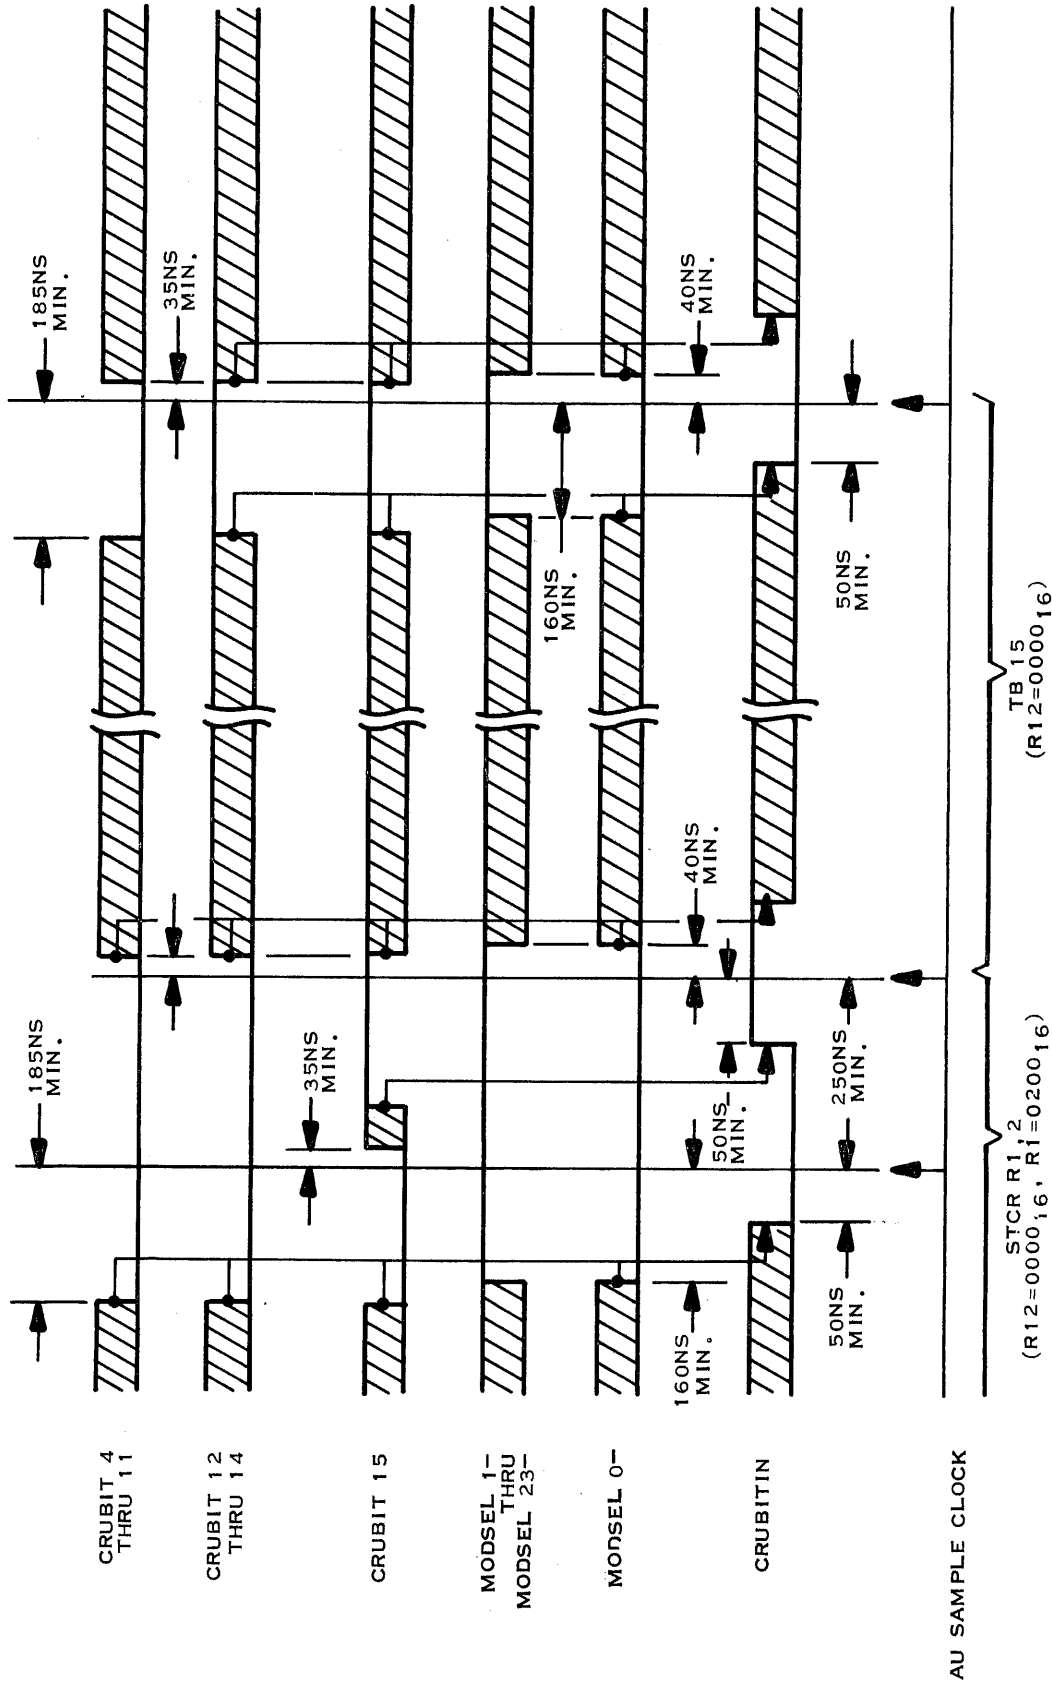 CRUBIT 4
THRU 11
CRUBIT 12
THRU 14
CRUBIT 15
MODSEL 1–
THRU
MODSEL 23–
MODSEL 0–
CRUBITIN
AU SAMPLE CLOCK
185NS
MIN.
35NS
MIN.
160NS
MIN.
50NS
MIN.
50NS
MIN.
250NS
MIN.
40NS
MIN.
185NS
MIN.
35NS
MIN.
160NS
MIN.
40NS
MIN.
50NS
MIN.
STCR R1,2
(R12=0000₁₆, R1=0200₁₆)
TB 15
(R12=0000₁₆)